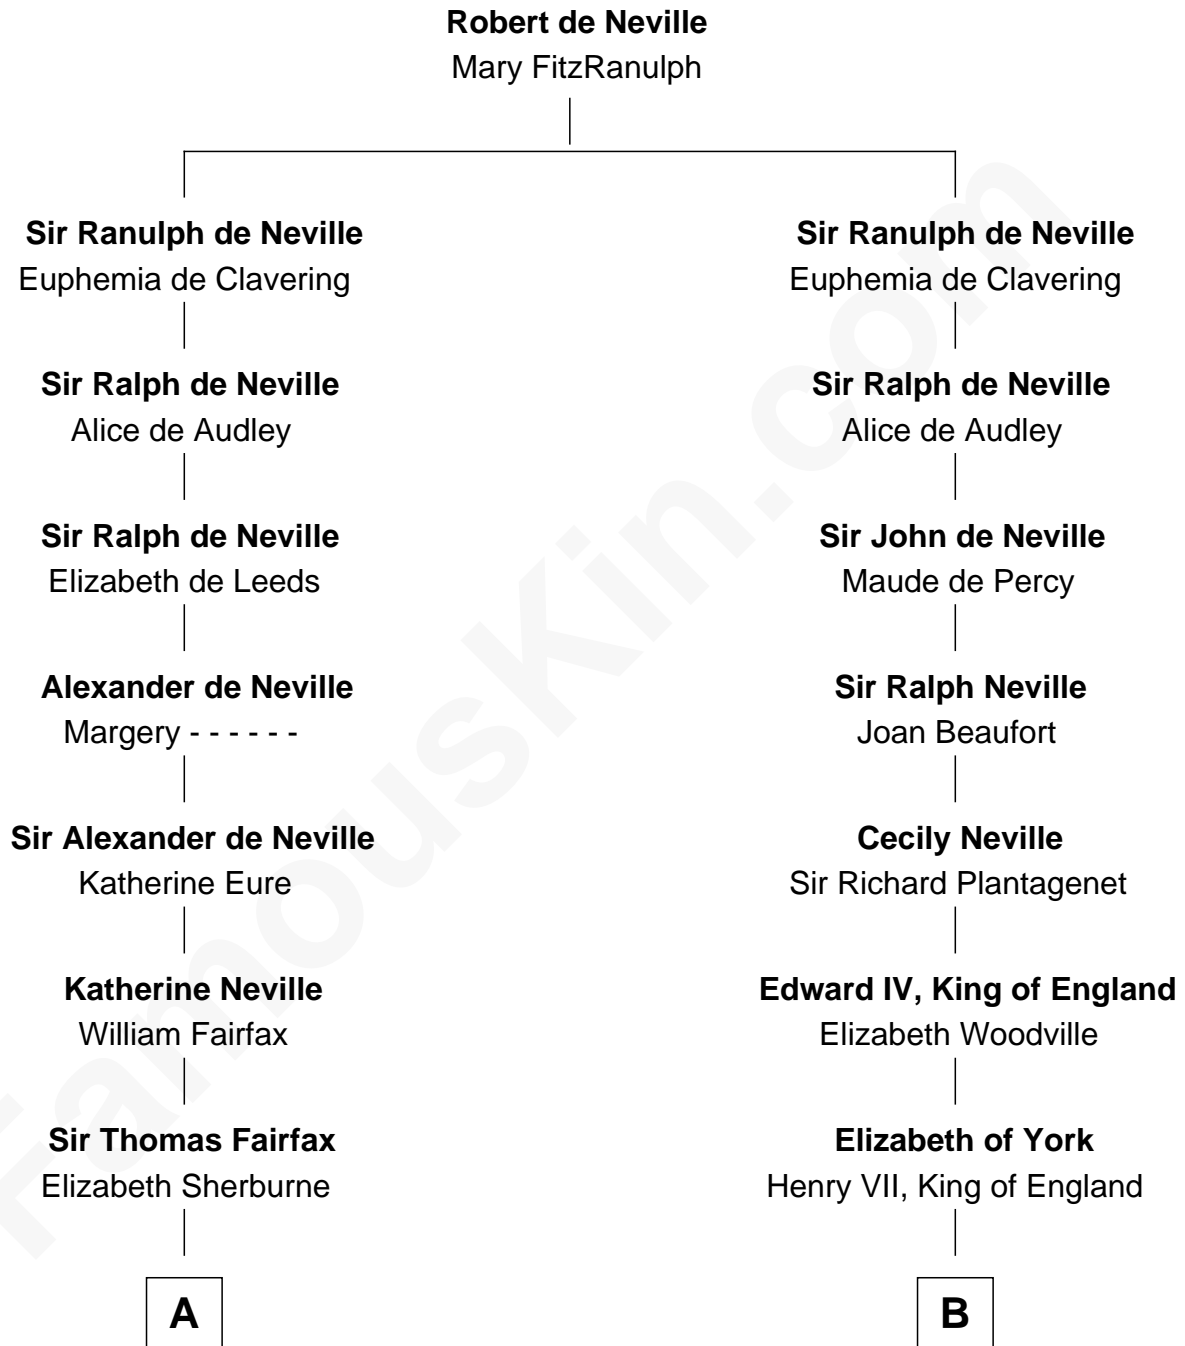 Robert de Neville
Mary FitzRanulph
Sir Ranulph de Neville
Euphemia de Clavering
Sir Ralph de Neville
Alice de Audley
Sir Ralph de Neville
Elizabeth de Leeds
Alexander de Neville
Margery - - - - - -
Sir Alexander de Neville
Katherine Eure
Katherine Neville
William Fairfax
Sir Thomas Fairfax
Elizabeth Sherburne
A
Sir Ranulph de Neville
Euphemia de Clavering
Sir Ralph de Neville
Alice de Audley
Sir John de Neville
Maude de Percy
Sir Ralph Neville
Joan Beaufort
Cecily Neville
Sir Richard Plantagenet
Edward IV, King of England
Elizabeth Woodville
Elizabeth of York
Henry VII, King of England
B
FamousKin.com